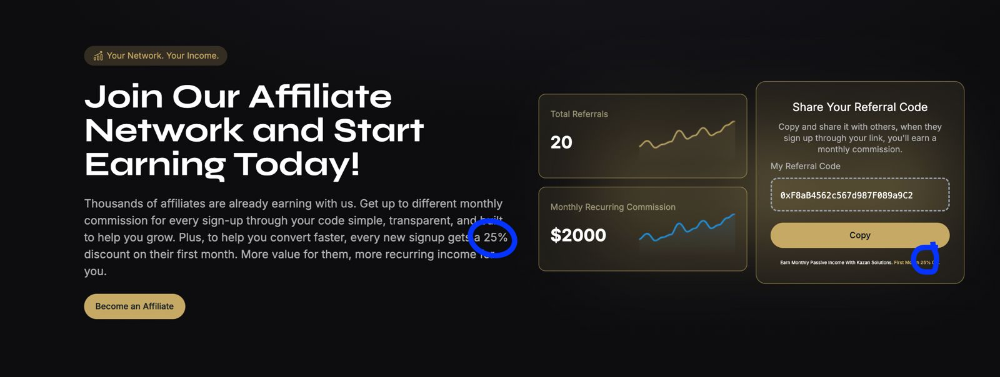 Your Network. Your Income.
Join Our Affiliate
Network and Start
Earning Today!
Thousands of affiliates are already earning with us. Get up to different monthly
commission for every sign-up through your code simple, transparent, and built
to help you grow. Plus, to help you convert faster, every new signup gets a 25%
discount on their first month. More value for them, more recurring income for
you.
Become an Affiliate
Total Referrals
20
Monthly Recurring Commission
$2000
Share Your Referral Code
Copy and share it with others, when they
sign up through your link, you'll earn a
monthly commission.
My Referral Code
0xF8aB4562c567d987F089a9C2
Copy
Earn Monthly Passive Income With Kazan Solutions. First 25%